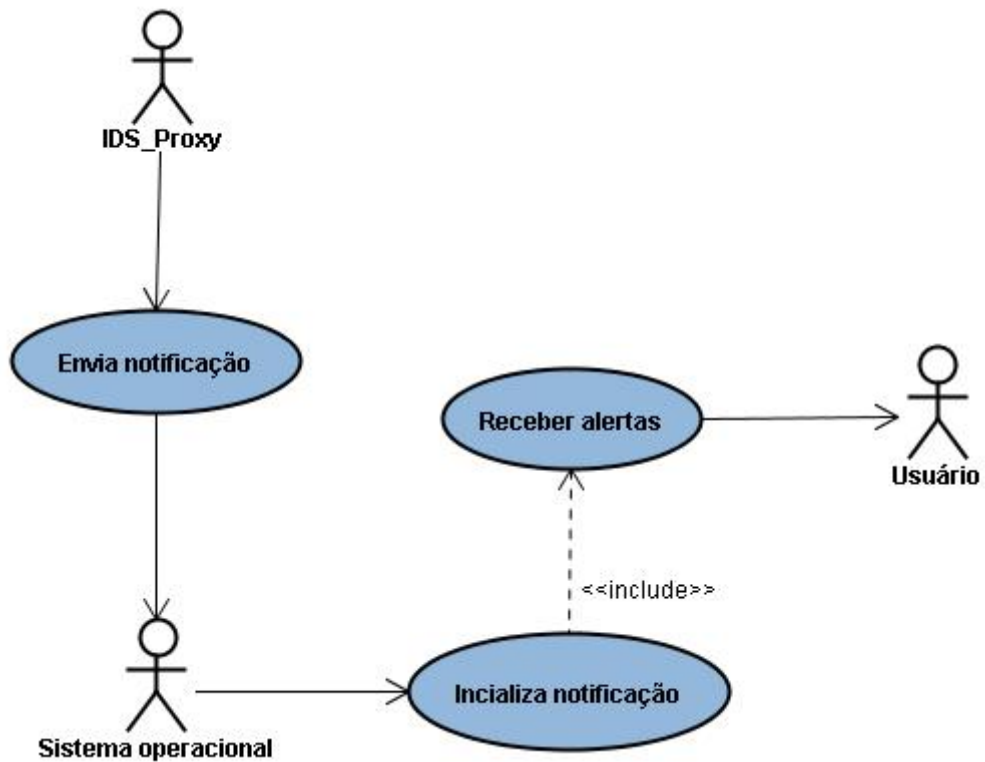 IDS_Proxy
Envia notificação
Receber alertas
Usuário
<<include>>
Incializa notificação
Sistema operacional